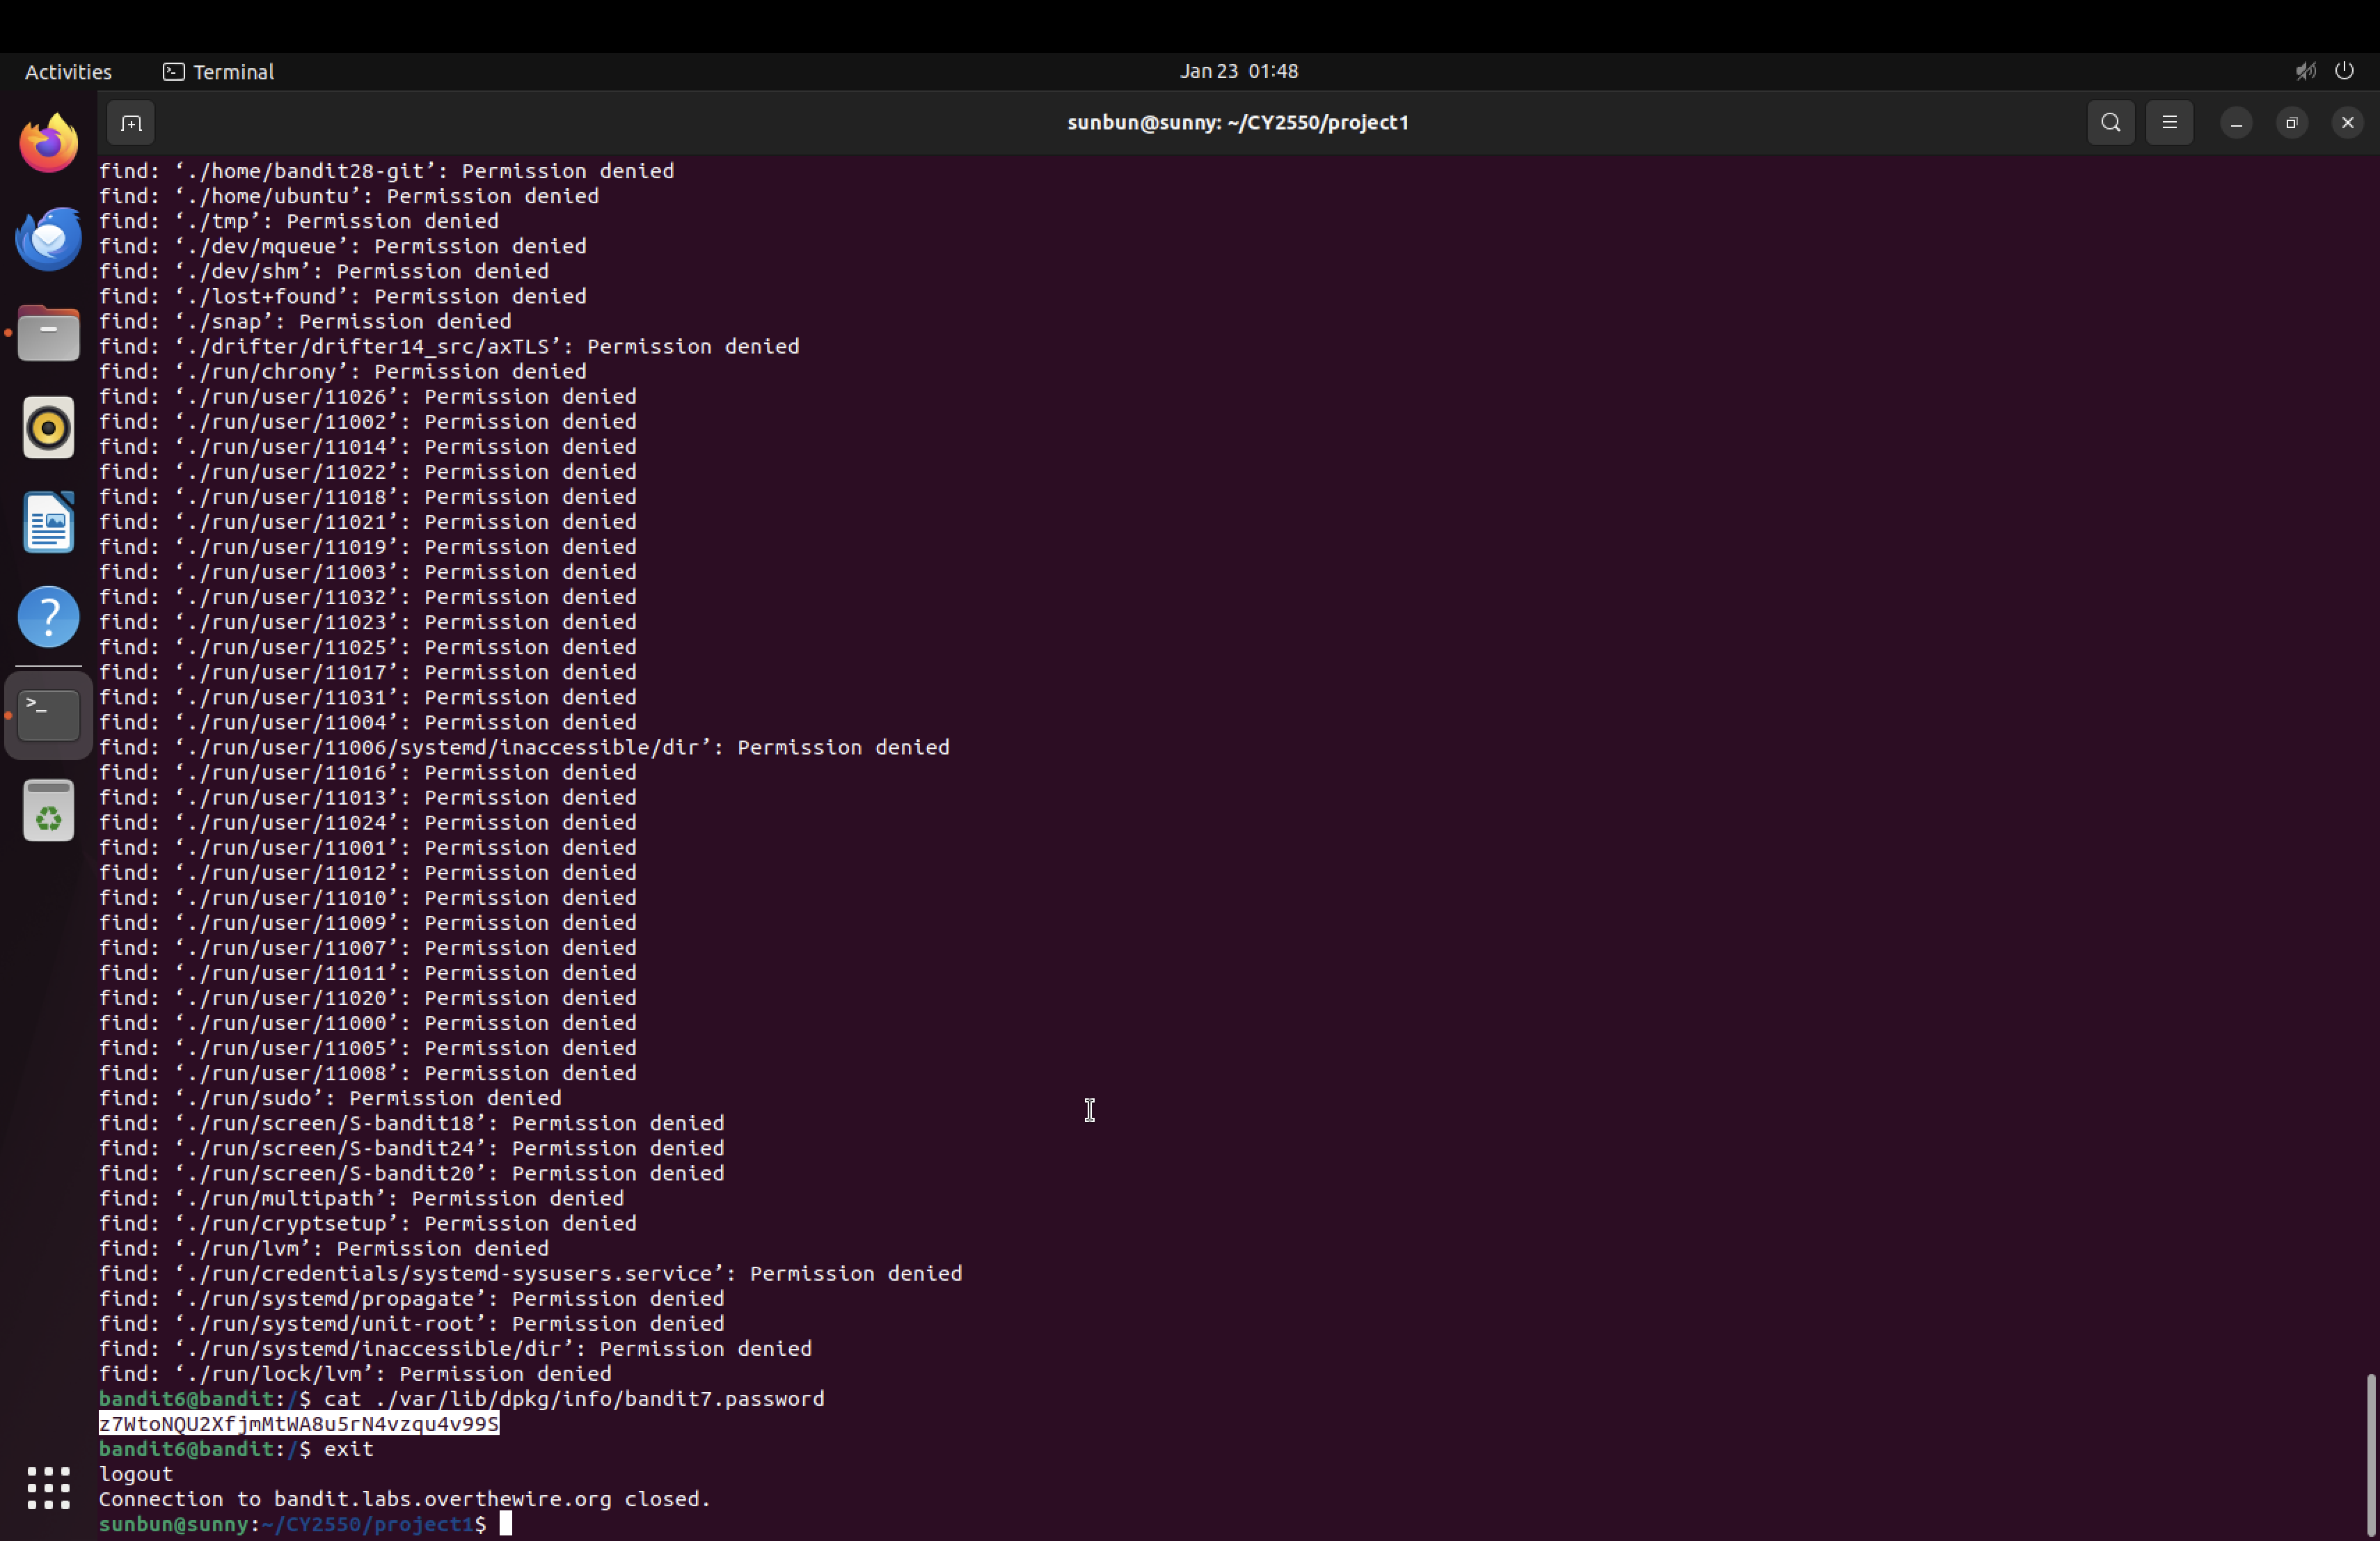 Activities
Terminal
Jan 23 01:48
sunbun@sunny: ~/CY2550/project1
find: ‘./home/bandit28-git’: Permission denied
find: ‘./home/ubuntu’: Permission denied
find: ‘./tmp’: Permission denied
find: ‘./dev/mqueue’: Permission denied
find: ‘./dev/shm’: Permission denied
find: ‘./lost+found’: Permission denied
find: ‘./snap’: Permission denied
find: ‘./drifter/drifter14_src/axTLS’: Permission denied
find: ‘./run/chrony’: Permission denied
find: ‘./run/user/11026’: Permission denied
find: ‘./run/user/11002’: Permission denied
find: ‘./run/user/11014’: Permission denied
find: ‘./run/user/11022’: Permission denied
find: ‘./run/user/11018’: Permission denied
find: ‘./run/user/11021’: Permission denied
find: ‘./run/user/11019’: Permission denied
find: ‘./run/user/11003’: Permission denied
find: ‘./run/user/11032’: Permission denied
find: ‘./run/user/11023’: Permission denied
find: ‘./run/user/11025’: Permission denied
find: ‘./run/user/11017’: Permission denied
find: ‘./run/user/11031’: Permission denied
find: ‘./run/user/11004’: Permission denied
find: ‘./run/user/11006/systemd/inaccessible/dir’: Permission denied
find: ‘./run/user/11016’: Permission denied
find: ‘./run/user/11013’: Permission denied
find: ‘./run/user/11024’: Permission denied
find: ‘./run/user/11001’: Permission denied
find: ‘./run/user/11012’: Permission denied
find: ‘./run/user/11010’: Permission denied
find: ‘./run/user/11009’: Permission denied
find: ‘./run/user/11007’: Permission denied
find: ‘./run/user/11011’: Permission denied
find: ‘./run/user/11020’: Permission denied
find: ‘./run/user/11000’: Permission denied
find: ‘./run/user/11005’: Permission denied
find: ‘./run/user/11008’: Permission denied
find: ‘./run/sudo’: Permission denied
find: ‘./run/screen/S-bandit18’: Permission denied
find: ‘./run/screen/S-bandit24’: Permission denied
find: ‘./run/screen/S-bandit20’: Permission denied
find: ‘./run/multipath’: Permission denied
find: ‘./run/cryptsetup’: Permission denied
find: ‘./run/lvm’: Permission denied
find: ‘./run/credentials/systemd-sysusers.service’: Permission denied
find: ‘./run/systemd/propagate’: Permission denied
find: ‘./run/systemd/unit-root’: Permission denied
find: ‘./run/systemd/inaccessible/dir’: Permission denied
find: ‘./run/lock/lvm’: Permission denied
bandit6@bandit:/$ cat ./var/lib/dpkg/info/bandit7.password
z7WtoNQU2XfjmMtWA8u5rN4vzqu4v99S
bandit6@bandit:/$ exit
logout
Connection to bandit.labs.overthewire.org closed.
sunbun@sunny:~/CY2550/project1$